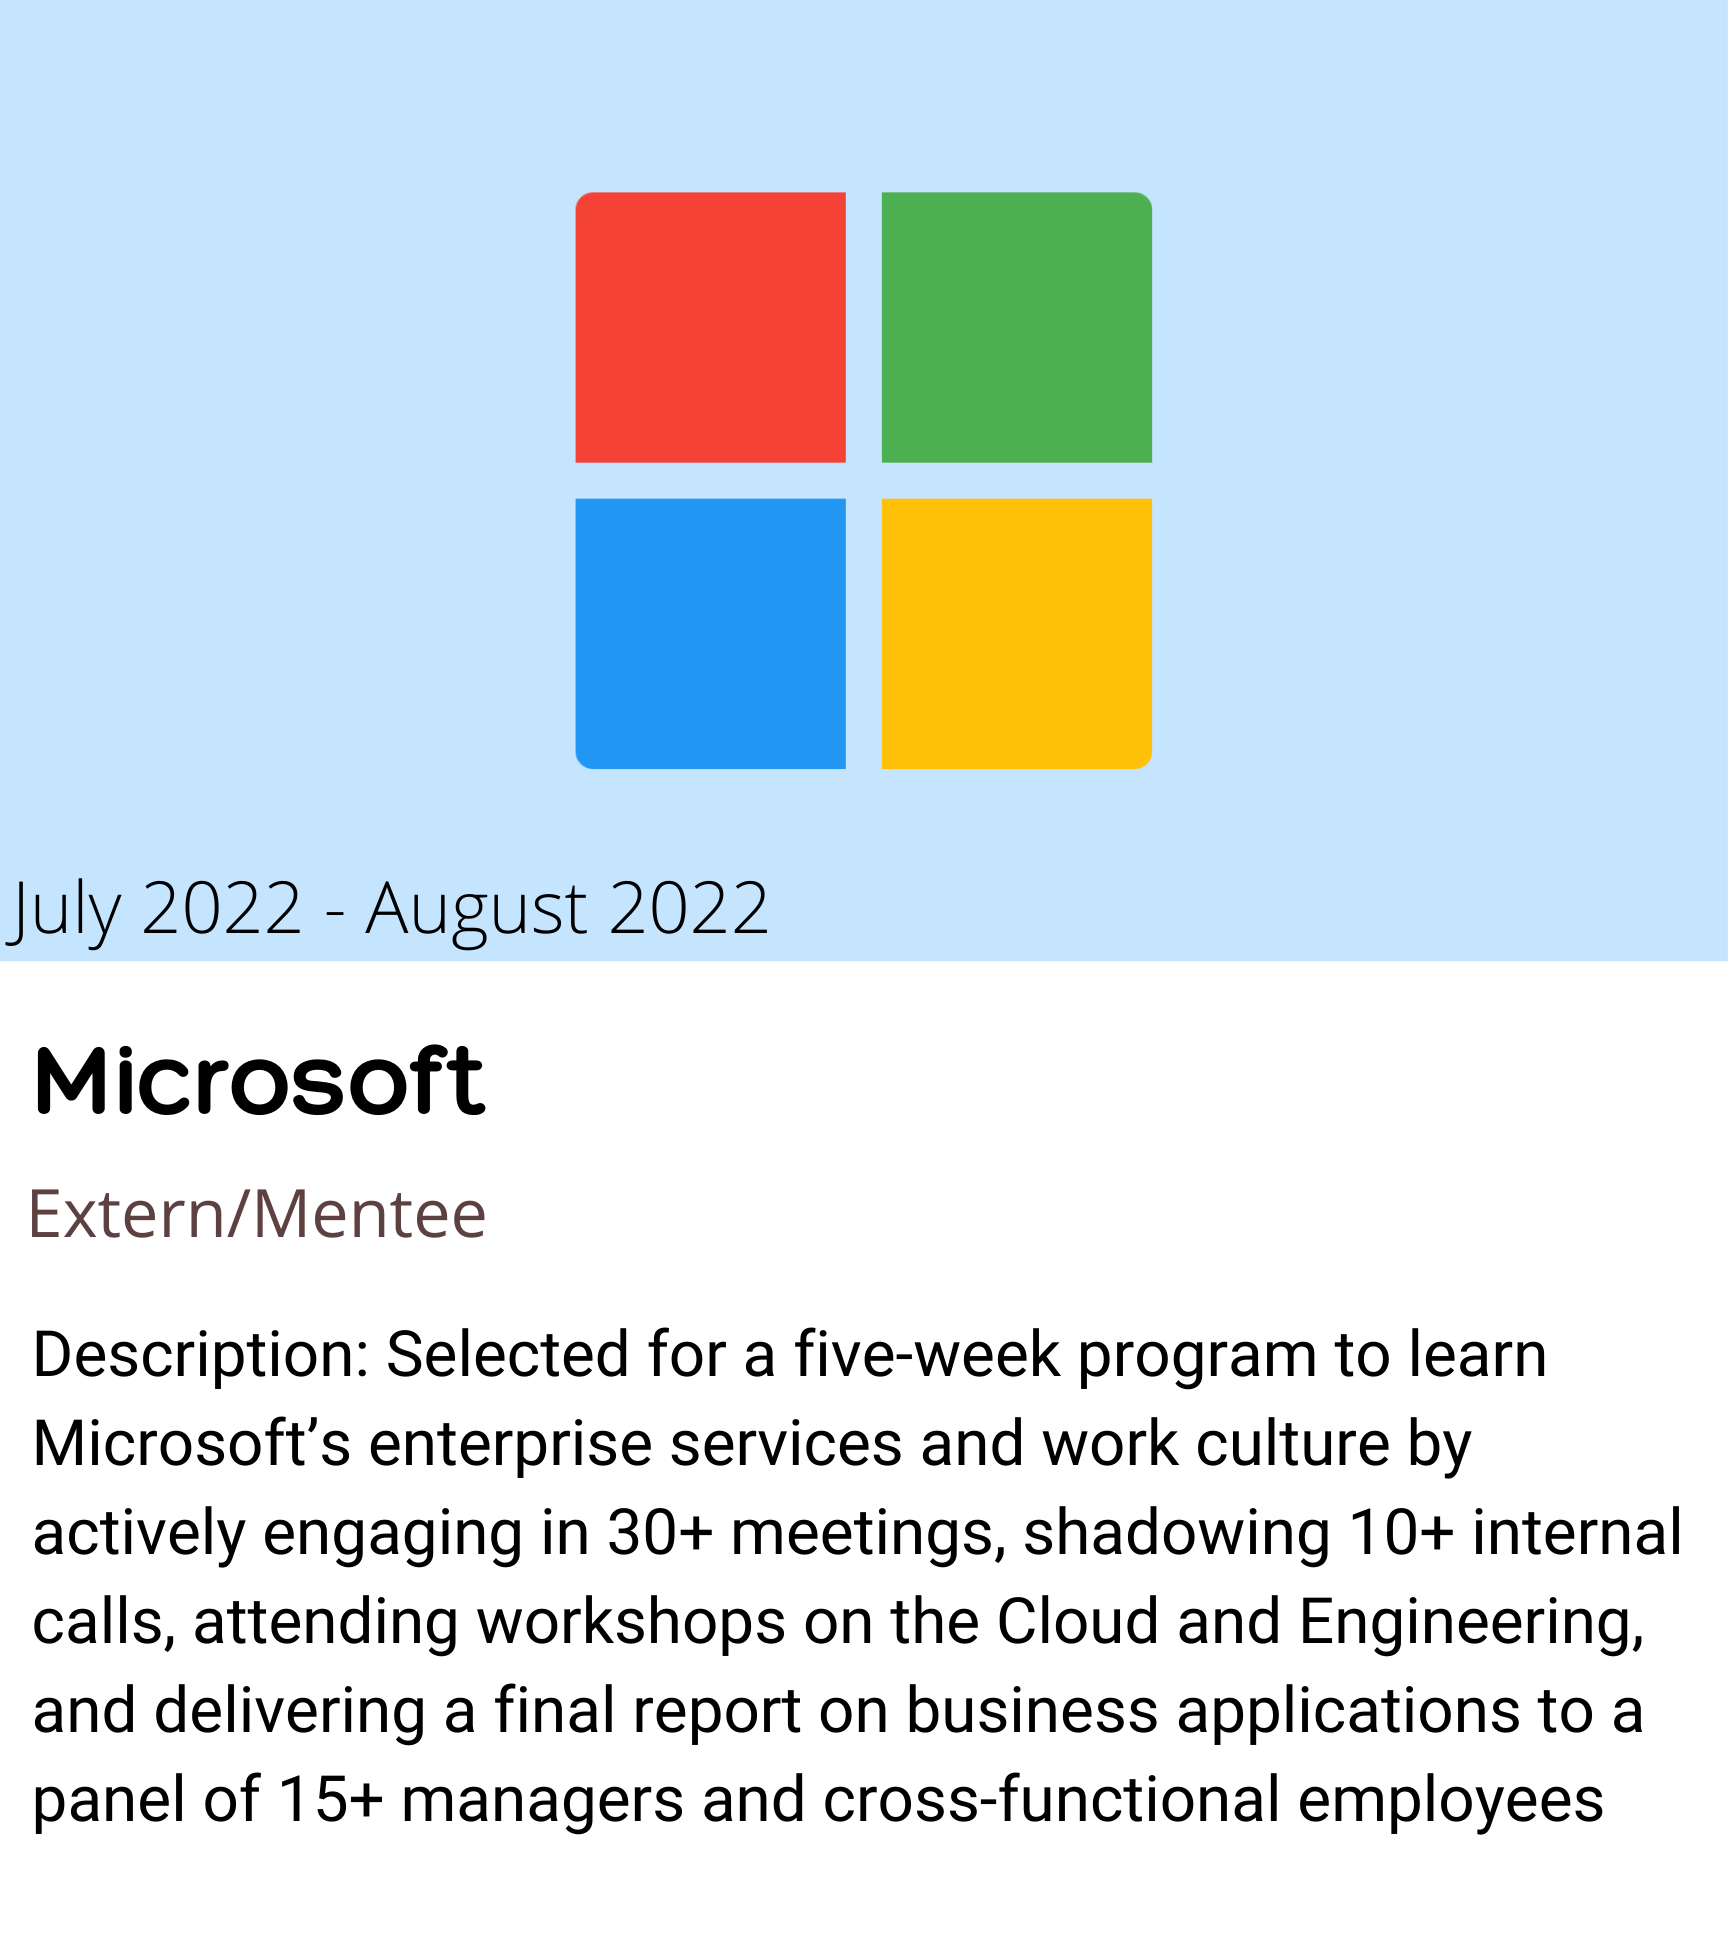 July 2022 - August 2022
Microsoft
Extern/Mentee
Description: Selected for a five-week program to learn
Microsoft’s enterprise services and work culture by
actively engaging in 30+ meetings, shadowing 10+ internal
calls, attending workshops on the Cloud and Engineering,
and delivering a final report on business applications to a
panel of 15+ managers and cross-functional employees